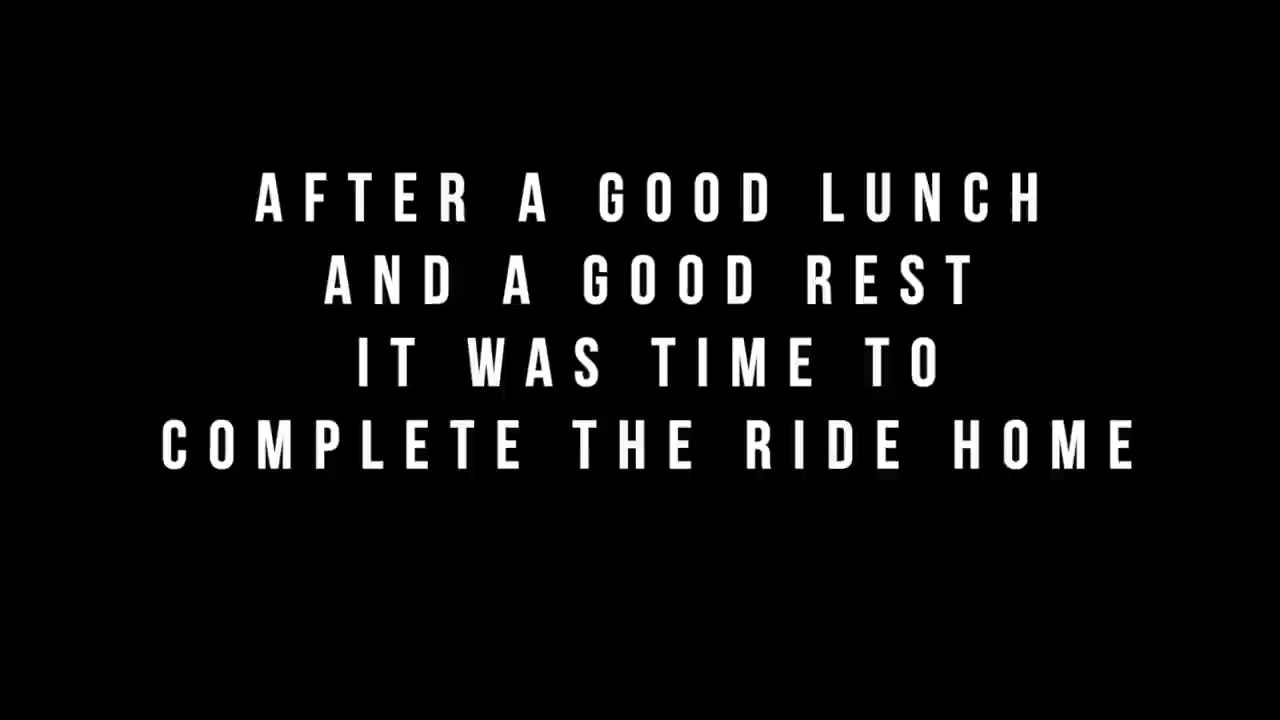 AFTER A GOOD LUNCH
AND A GOOD REST
IT WAS TIME TO
COMPLETE THE RIDE HOME